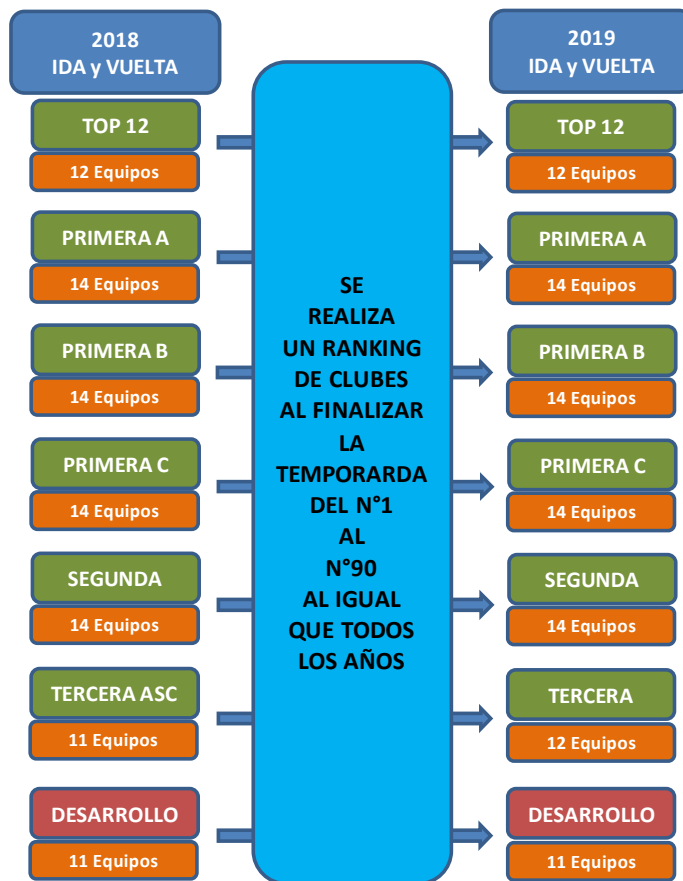 2018
IDA y VUELTA
TOP 12
12 Equipos
PRIMERA A
14 Equipos
PRIMERA B
14 Equipos
PRIMERA C
14 Equipos
SEGUNDA
14 Equipos
TERCERA ASC
11 Equipos
DESARROLLO
11 Equipos
SE
REALIZA
UN RANKING
DE CLUBES
AL FINALIZAR
LA
TEMPORARDA
DEL N°1
AL
N°90
AL IGUAL
QUE TODOS
LOS AÑOS
2019
IDA y VUELTA
TOP 12
12 Equipos
PRIMERA A
14 Equipos
PRIMERA B
14 Equipos
PRIMERA C
14 Equipos
SEGUNDA
14 Equipos
TERCERA
12 Equipos
DESARROLLO
11 Equipos